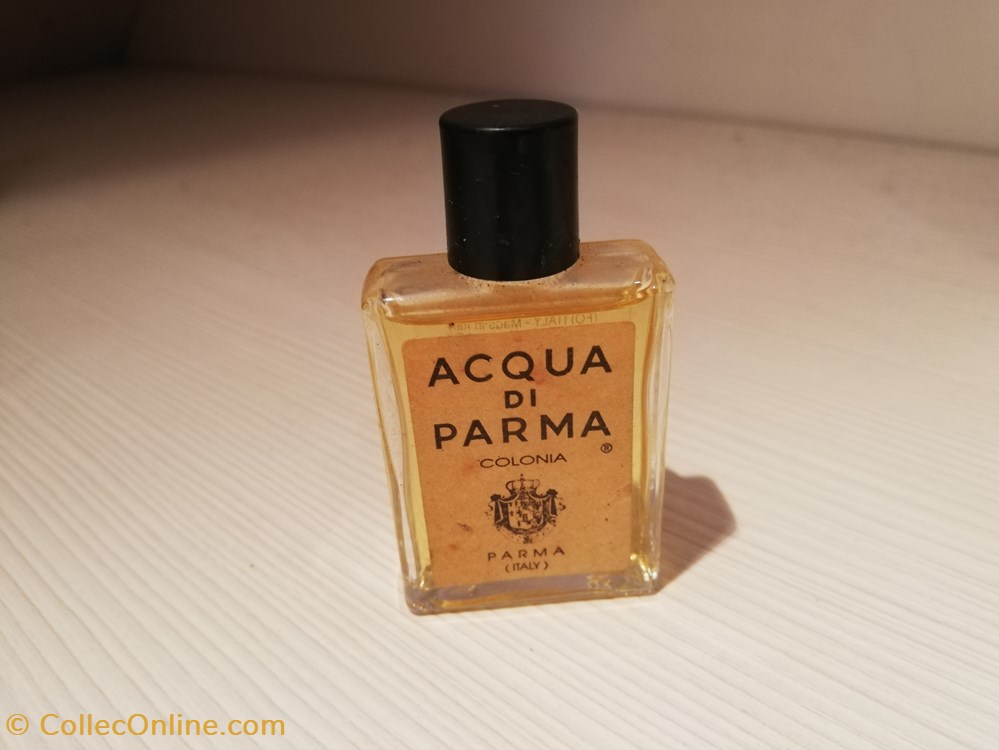 ACQUA
DI
PARMA
®
COLONIA
PARMA
(ITALY)
© CollecOnline.com